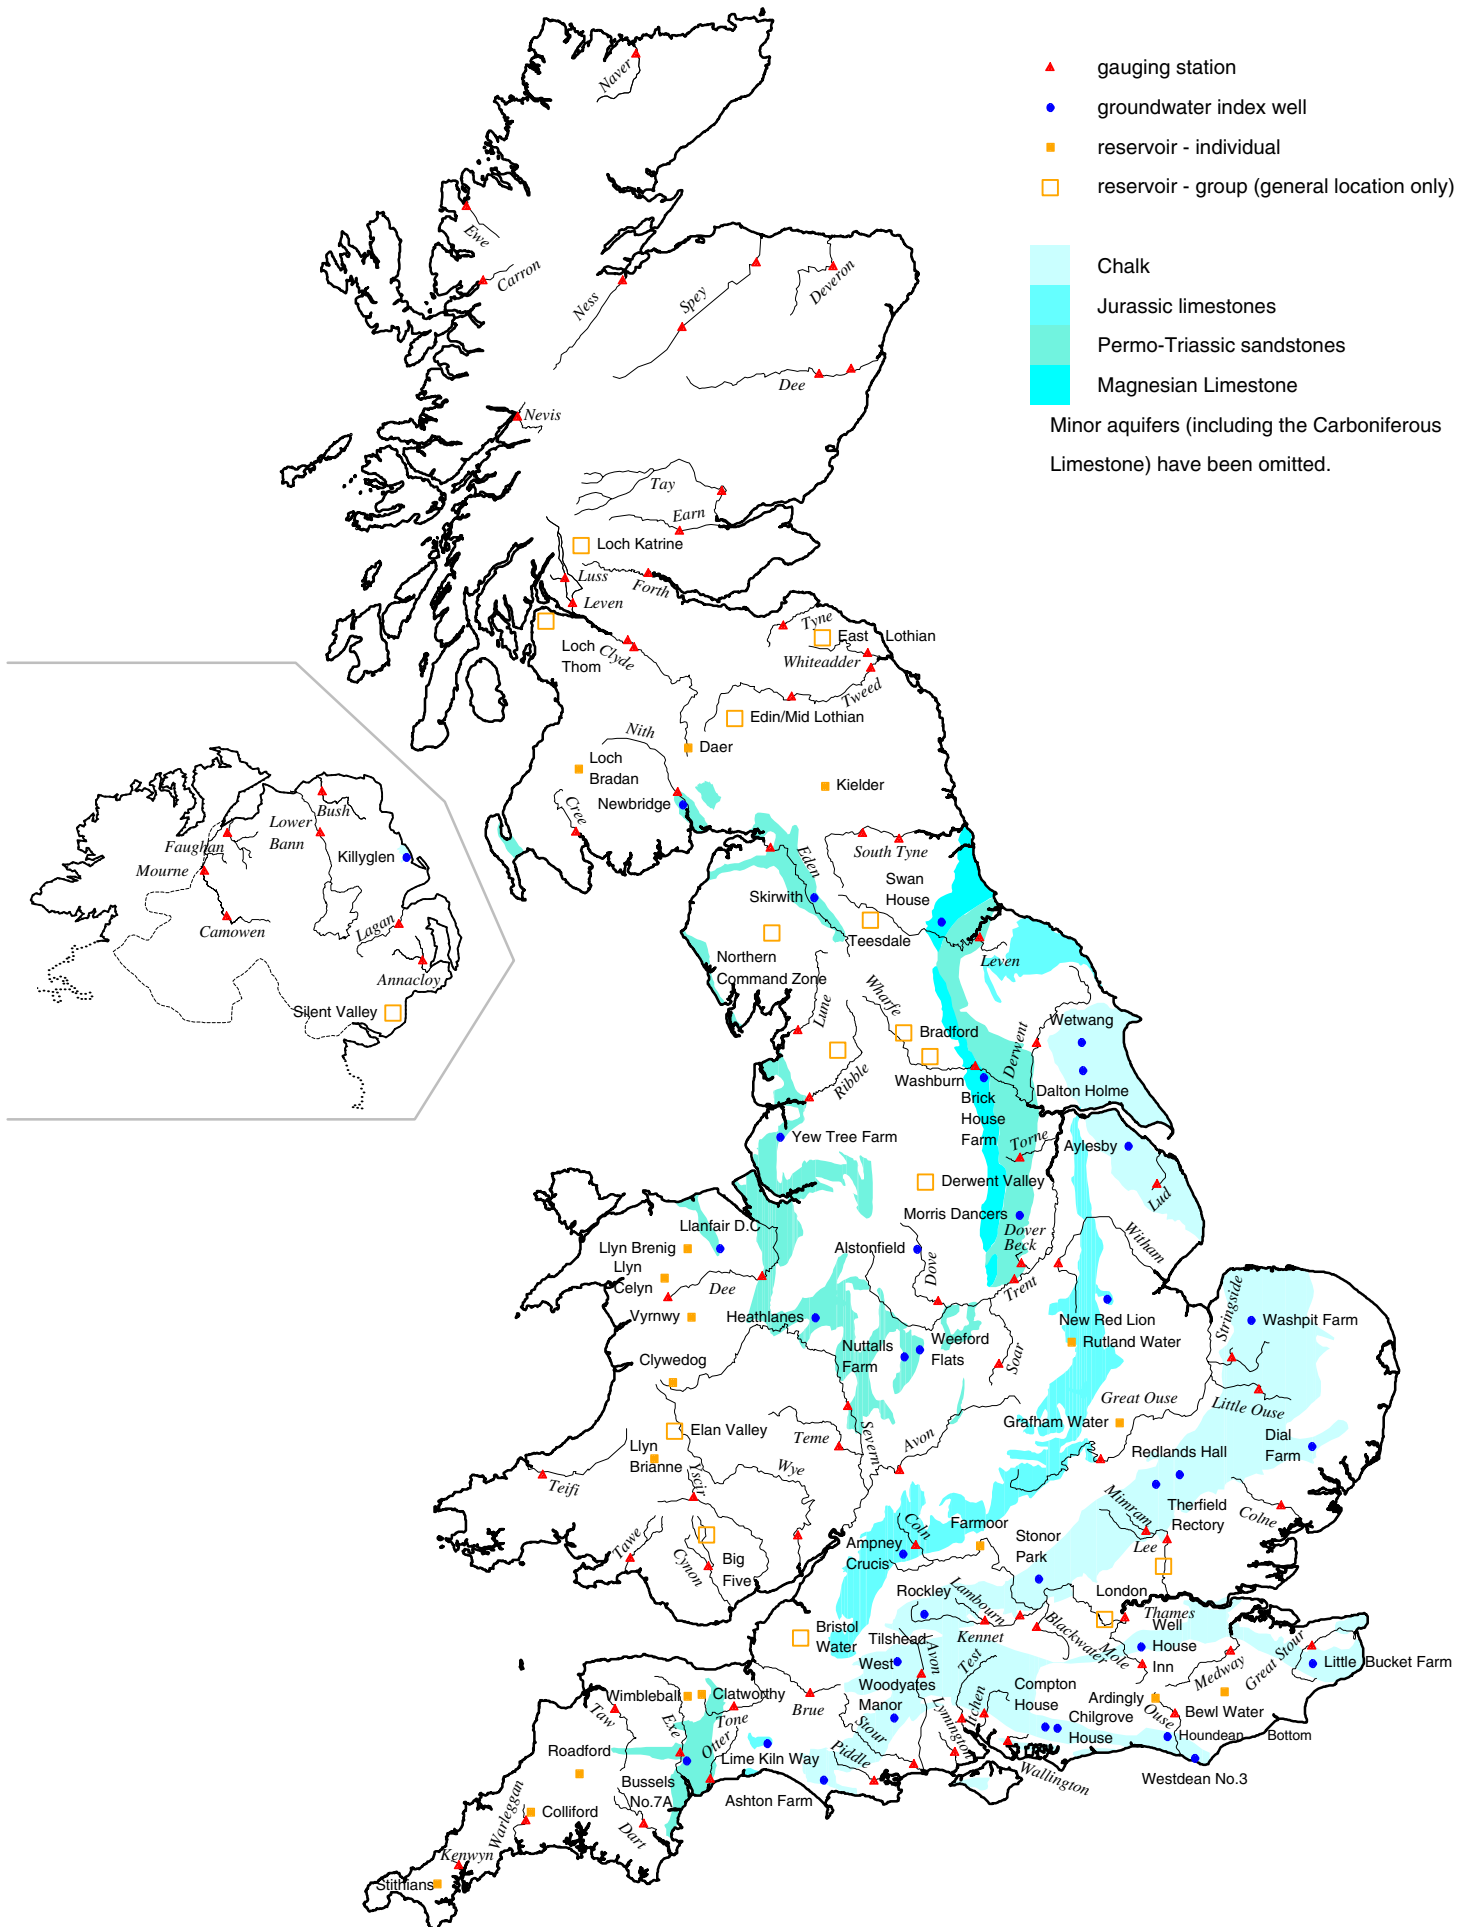 gauging station
groundwater index well
reservoir - individual
reservoir - group (general location only)
Chalk
Jurassic limestones
Permo-Triassic sandstones
Magnesian Limestone
Minor aquifers (including the Carboniferous
Limestone) have been omitted.
Naver
Ewe
Carron
Ness
Spey
Deveron
Dee
Nevis
Tay
Earn
Loch Katrine
Luss
Forth
Leven
Tyne
East Lothian
Loch
Thom
Clyde
Whiteadder
Tweed
Edin/Mid Lothian
Nith
Daer
Loch
Bradan
Kielder
Newbridge
Cree
Bush
Lower
Bann
Faughan
Killyglen
Mourne
Camowen
Lagan
Annacloy
Silent Valley
Eden
South Tyne
Swan
House
Skirwith
Teesdale
Leven
Northern
Command Zone
Lune
Wharfe
Bradford
Wetwang
Derwent
Ribble
Washburn
Dalton Holme
Brick
House
Farm
Yew Tree Farm
Torne
Aylesby
Derwent Valley
Lud
Morris Dancers
Llanfair D.C
Dover
Beck
Witham
Llyn Brenig
Alstonfield
Llyn
Celyn
Dee
Dove
Trent
Stringside
Vyrnwy
Heathlanes
New Red Lion
Washpit Farm
Nuttalls
Farm
Weeford
Flats
Rutland Water
Soar
Clywedog
Great Ouse
Little Ouse
Elan Valley
Teme
Severn
Avon
Grafham Water
Dial
Farm
Llyn
Brianne
Redlands Hall
Yscir
Wye
Teifi
Mimram
Therfield
Rectory
Colne
Coln
Farmoor
Stonor
Park
Tawe
Ampney
Crucis
Lee
Cynon
Big
Five
Rockley
Lambourn
London
Thames
Bristol
Water
Tilshead
Kennet
Blackwater
Well
House
Inn
Mole
Great Stour
West
Woodyates
Manor
Avon
Test
Medway
Little Bucket Farm
Wimbleball
Clatworthy
Compton
House
Ardingly
Taw
Exe
Tone
Brue
Lymington
Itchen
Chilgrove
House
Ouse
Bewl Water
Stour
Houndean Bottom
Roadford
Otter
Lime Kiln Way
Piddle
Wallington
Westdean No.3
Bussels
No.7A
Ashton Farm
Warleggan
Colliford
Dart
Kenwyn
Stithians